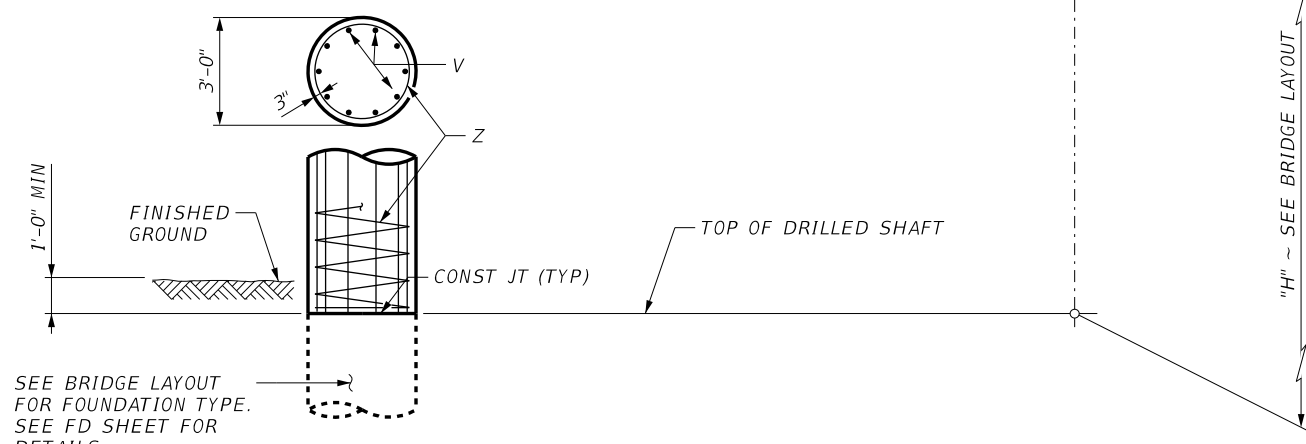 3'-0"
3"
V
Z
1'-0" MIN
FINISHED
GROUND
TOP OF DRILLED SHAFT
CONST JT (TYP)
"H" ~ SEE BRIDGE LAYOUT
SEE BRIDGE LAYOUT
FOR FOUNDATION TYPE.
SEE FD SHEET FOR
DETAILS